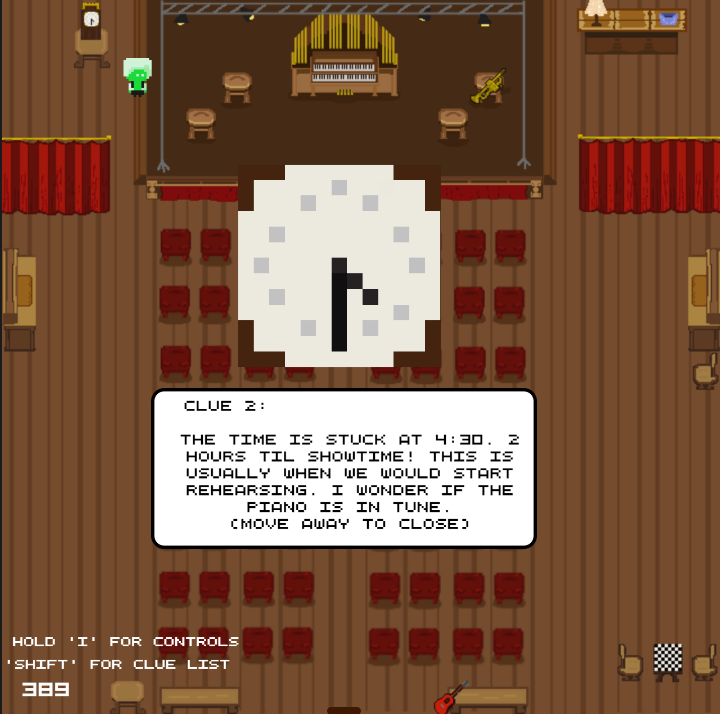 CLUE 2:
THE TIME IS STUCK AT 4:30. 2
HOURS TIL SHOWTIME! THIS IS
USUALLY WHEN WE WOULD START
REHEARSING. I WONDER IF THE
PIANO IS IN TUNE.
(MOVE AWAY TO CLOSE)
HOLD 'I' FOR CONTROLS
'SHIFT' FOR CLUE LIST
389